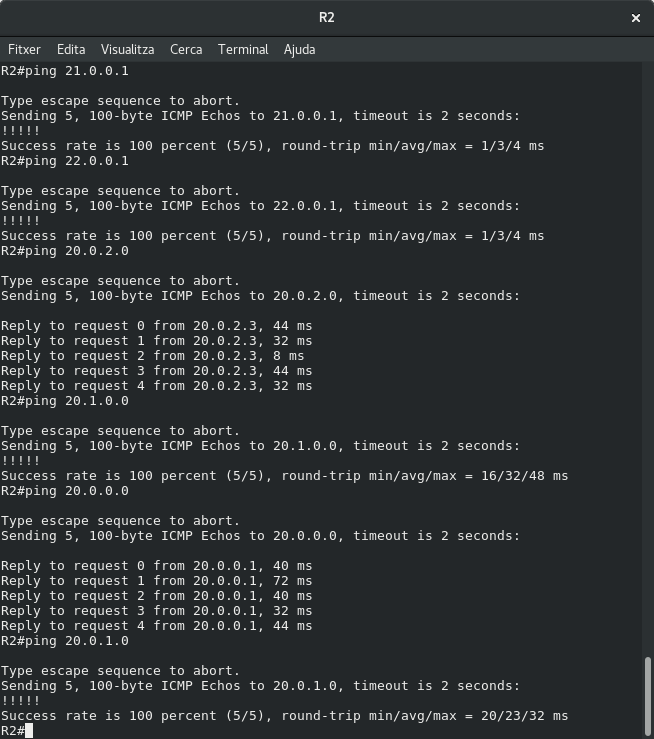 R2
Fitxer Edita Visualitza Cerca Terminal Ajuda
R2#ping 21.0.0.1
Type escape sequence to abort.
Sending 5, 100-byte ICMP Echos to 21.0.0.1, timeout is 2 seconds:
!!!!!
Success rate is 100 percent (5/5), round-trip min/avg/max = 1/3/4 ms
R2#ping 22.0.0.1
Type escape sequence to abort.
Sending 5, 100-byte ICMP Echos to 22.0.0.1, timeout is 2 seconds:
!!!!!
Success rate is 100 percent (5/5), round-trip min/avg/max = 1/3/4 ms
R2#ping 20.0.2.0
Type escape sequence to abort.
Sending 5, 100-byte ICMP Echos to 20.0.2.0, timeout is 2 seconds:
Reply to request 0 from 20.0.2.3, 44 ms
Reply to request 1 from 20.0.2.3, 32 ms
Reply to request 2 from 20.0.2.3, 8 ms
Reply to request 3 from 20.0.2.3, 44 ms
Reply to request 4 from 20.0.2.3, 32 ms
R2#ping 20.1.0.0
Type escape sequence to abort.
Sending 5, 100-byte ICMP Echos to 20.1.0.0, timeout is 2 seconds:
!!!!!
Success rate is 100 percent (5/5), round-trip min/avg/max = 16/32/48 ms
R2#ping 20.0.0.0
Type escape sequence to abort.
Sending 5, 100-byte ICMP Echos to 20.0.0.0, timeout is 2 seconds:
Reply to request 0 from 20.0.0.1, 40 ms
Reply to request 1 from 20.0.0.1, 72 ms
Reply to request 2 from 20.0.0.1, 40 ms
Reply to request 3 from 20.0.0.1, 32 ms
Reply to request 4 from 20.0.0.1, 44 ms
R2#ping 20.0.1.0
Type escape sequence to abort.
Sending 5, 100-byte ICMP Echos to 20.0.1.0, timeout is 2 seconds:
!!!!!
Success rate is 100 percent (5/5), round-trip min/avg/max = 20/23/32 ms
R2#